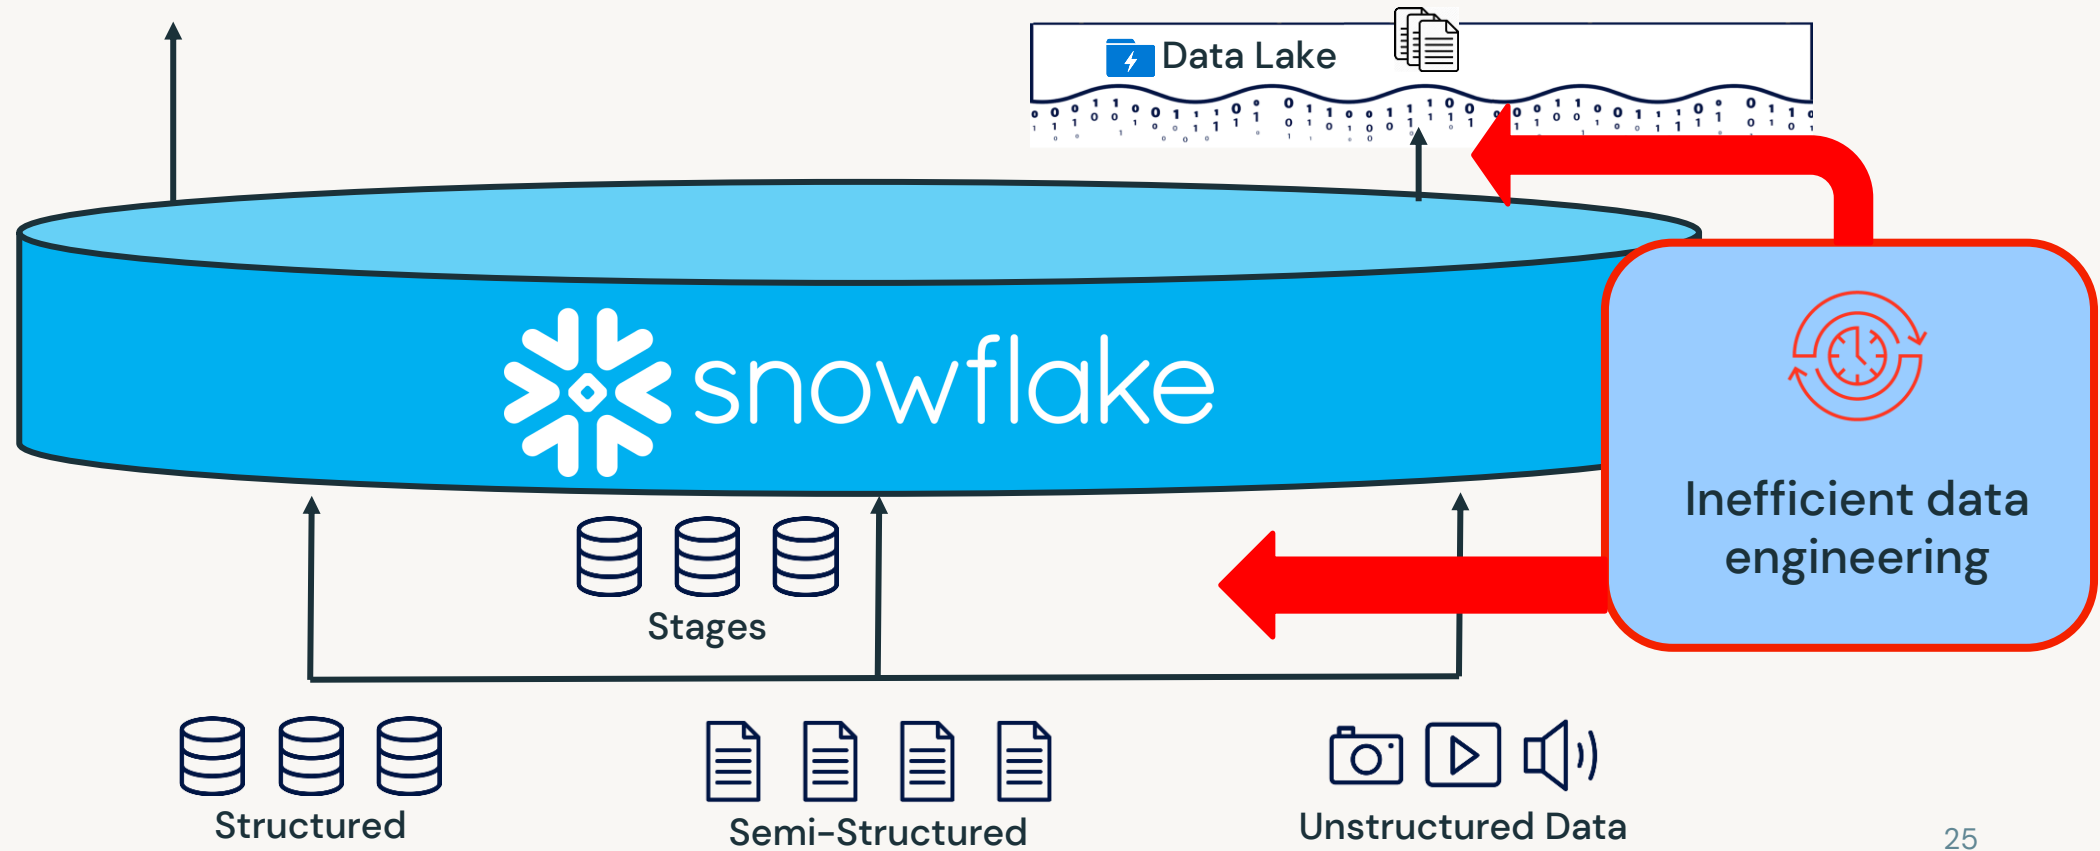 Data Lake
snowflake
Inefficient data
engineering
Stages
Structured
Semi-Structured
Unstructured Data
25